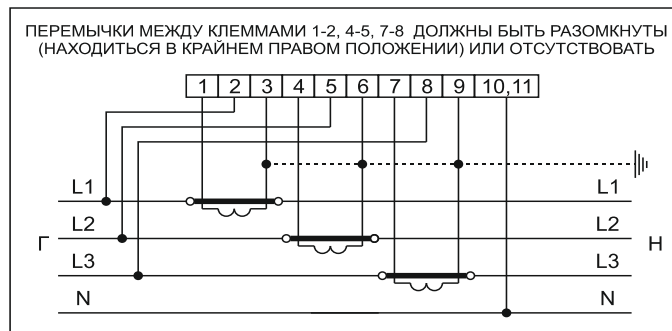 ПЕРЕМЫЧКИ МЕЖДУ КЛЕММАМИ 1-2, 4-5, 7-8 ДОЛЖНЫ БЫТЬ РАЗОМКНУТЫ
(НАХОДИТЬСЯ В КРАЙНЕМ ПРАВОМ ПОЛОЖЕНИИ) ИЛИ ОТСУТСТВОВАТЬ
1 2 3 4 5 6 7 8 9 10,11
L1 L1
L2 L2
Г Н
L3 L3
N N